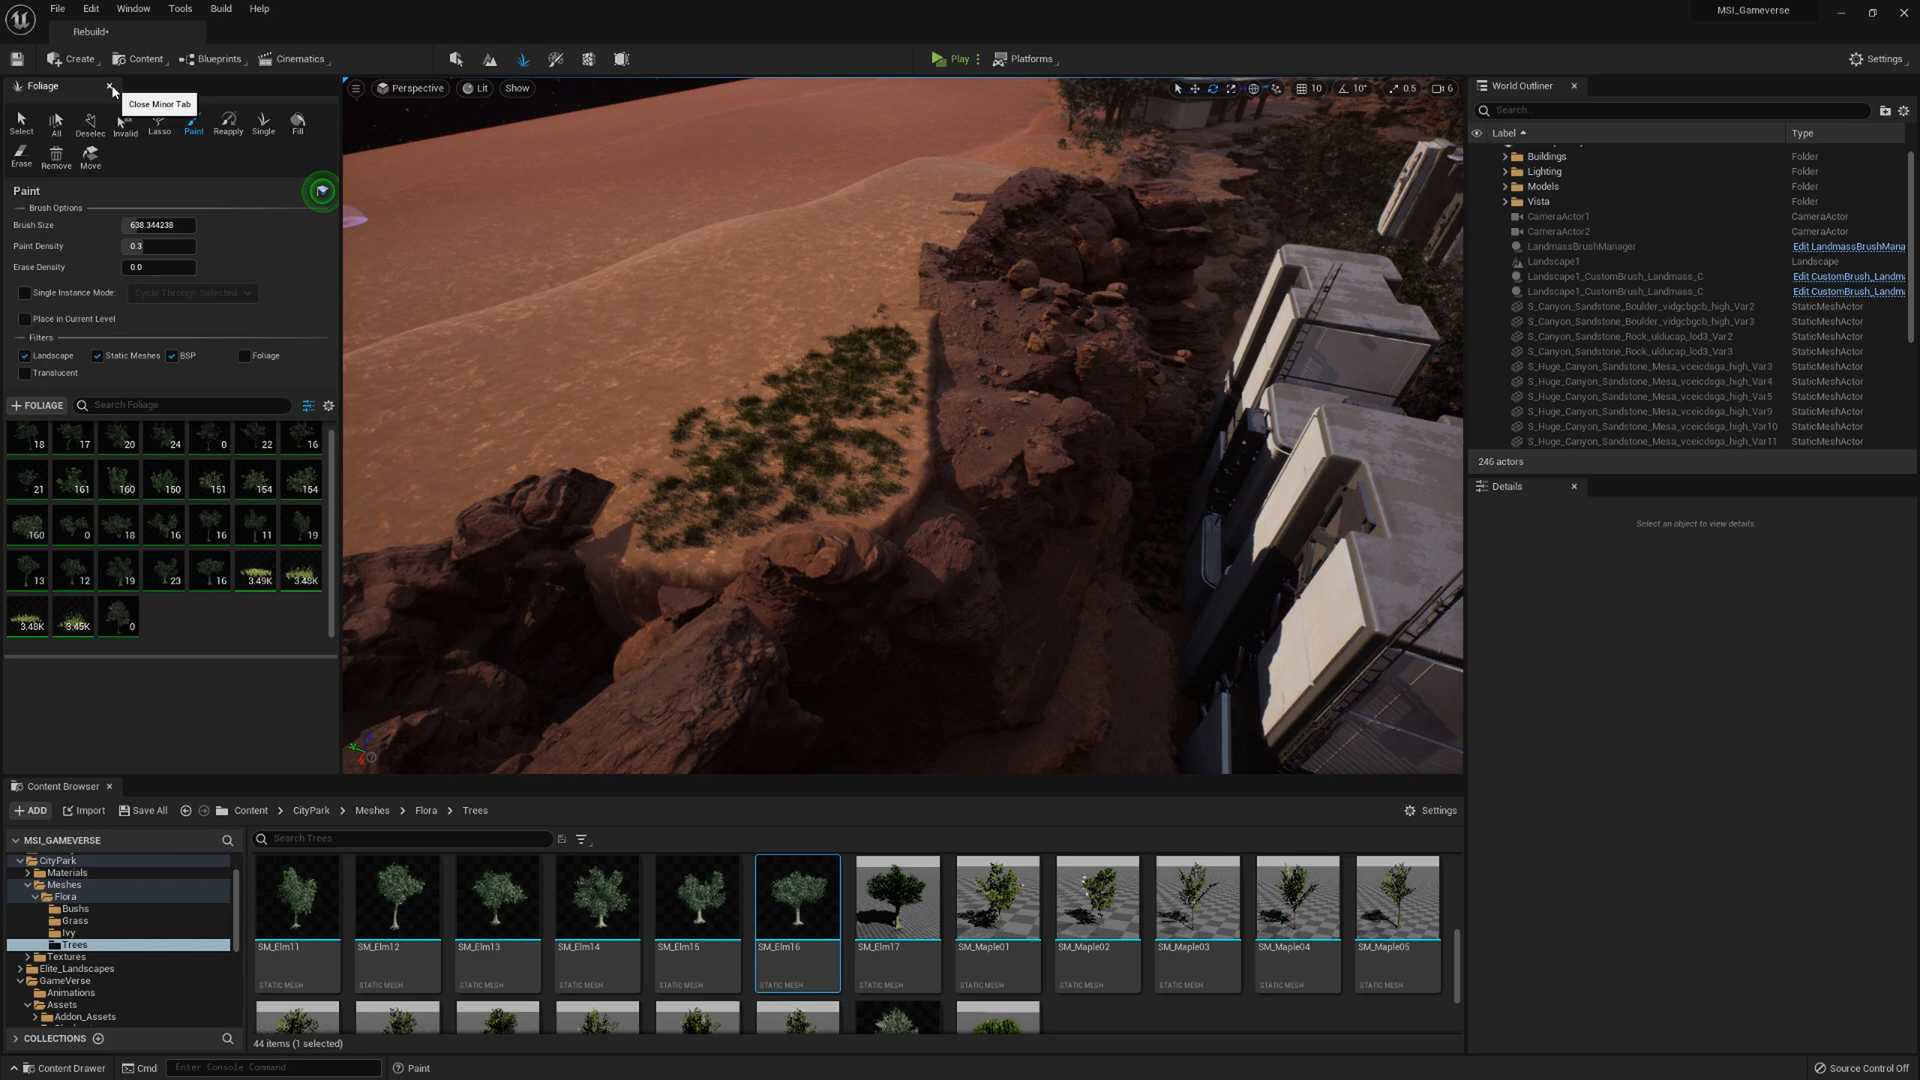 File Edit Window Tools Build Help
MSI_Gameverse
Rebuild•
Create Content Blueprints Cinematics Play Platforms Settings
Foliage
Close Minor Tab
Select All Deselec Invalid Lasso Paint Reapply Single Fill
Erase Remove Move
Paint
Brush Options
Brush Size 638.344238
Paint Density 0.3
Erase Density 0.0
Single Instance Mode: Cycle Through Selected
Place in Current Level
Filters
Landscape Static Meshes BSP Foliage
Translucent
+ FOLIAGE Search Foliage
18 17 20 24 0 22 16
21 161 160 150 151 154 154
160 0 18 16 16 11 19
13 12 19 23 16 3.49K 3.48K
3.48K 3.45K 0
Perspective Lit Show 10 10° 0.5 6
World Outliner
Search...
Label Type
Buildings Folder
Lighting Folder
Models Folder
Vista Folder
CameraActor1 CameraActor
CameraActor2 CameraActor
LandmassBrushManager Edit LandmassBrushMana
Landscape1 Landscape
Landscape1_CustomBrush_Landmass_C Edit CustomBrush_Landm
Landscape1_CustomBrush_Landmass_C Edit CustomBrush_Landm
S_Canyon_Sandstone_Boulder_vidgcbgcb_high_Var2 StaticMeshActor
S_Canyon_Sandstone_Boulder_vidgcbgcb_high_Var3 StaticMeshActor
S_Canyon_Sandstone_Rock_ulducap_lod3_Var2 StaticMeshActor
S_Canyon_Sandstone_Rock_ulducap_lod3_Var3 StaticMeshActor
S_Huge_Canyon_Sandstone_Mesa_vceicdsga_high_Var3 StaticMeshActor
S_Huge_Canyon_Sandstone_Mesa_vceicdsga_high_Var4 StaticMeshActor
S_Huge_Canyon_Sandstone_Mesa_vceicdsga_high_Var5 StaticMeshActor
S_Huge_Canyon_Sandstone_Mesa_vceicdsga_high_Var9 StaticMeshActor
S_Huge_Canyon_Sandstone_Mesa_vceicdsga_high_Var10 StaticMeshActor
S_Huge_Canyon_Sandstone_Mesa_vceicdsga_high_Var11 StaticMeshActor
246 actors
Details
Select an object to view details.
Content Browser
+ ADD Import Save All Content > CityPark > Meshes > Flora > Trees Settings
MSI_GAMEVERSE
CityPark
Materials
Meshes
Flora
Bushs
Grass
Ivy
Trees
Textures
Elite_Landscapes
GameVerse
Animations
Assets
Addon_Assets
COLLECTIONS
Search Trees
SM_Elm11 SM_Elm12 SM_Elm13 SM_Elm14 SM_Elm15 SM_Elm16 SM_Elm17 SM_Maple01 SM_Maple02 SM_Maple03 SM_Maple04 SM_Maple05
STATIC MESH STATIC MESH STATIC MESH STATIC MESH STATIC MESH STATIC MESH STATIC MESH STATIC MESH STATIC MESH STATIC MESH STATIC MESH STATIC MESH
44 items (1 selected)
Content Drawer Cmd Enter Console Command Paint Source Control Off